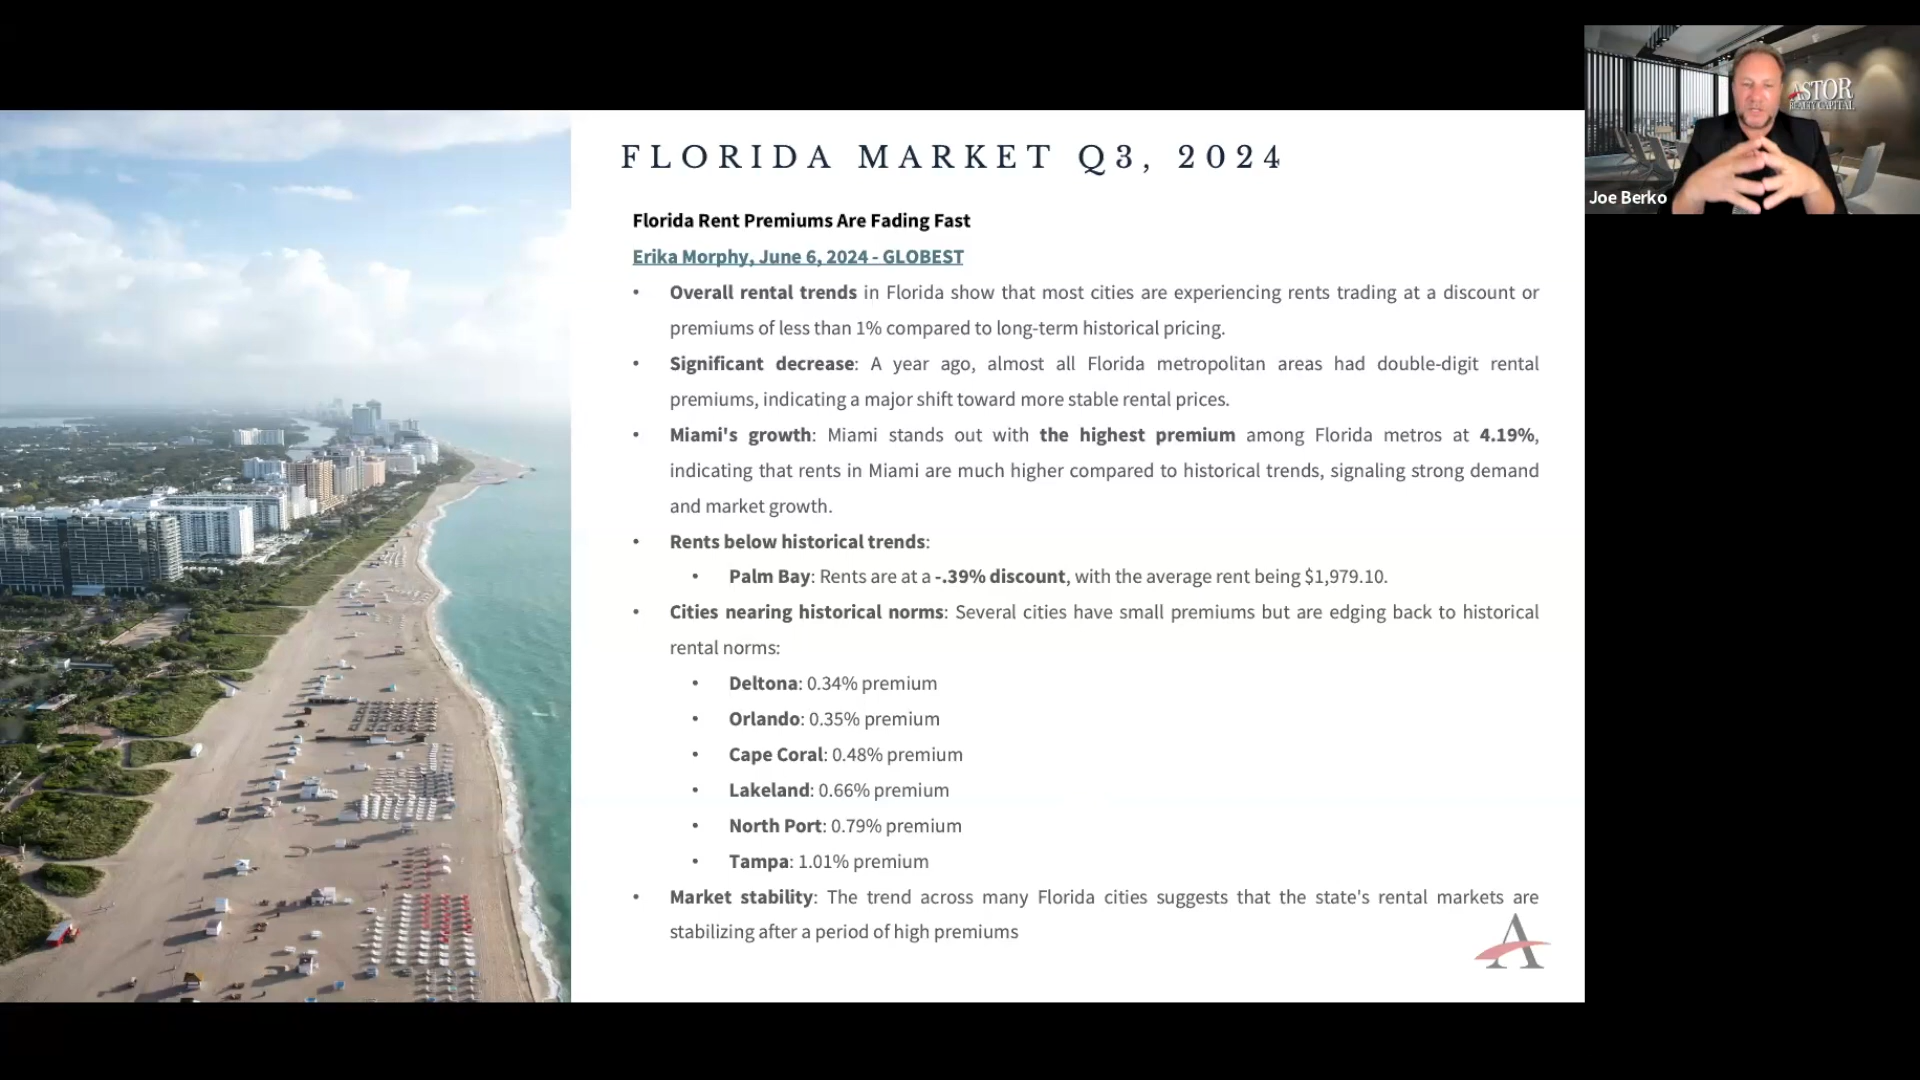 ASTOR
REALTY CAPITAL
Joe Berko
FLORIDA MARKET Q3, 2024
Florida Rent Premiums Are Fading Fast
Erika Morphy, June 6, 2024 - GLOBEST
• Overall rental trends in Florida show that most cities are experiencing rents trading at a discount or
premiums of less than 1% compared to long-term historical pricing.
• Significant decrease: A year ago, almost all Florida metropolitan areas had double-digit rental
premiums, indicating a major shift toward more stable rental prices.
• Miami's growth: Miami stands out with the highest premium among Florida metros at 4.19%,
indicating that rents in Miami are much higher compared to historical trends, signaling strong demand
and market growth.
• Rents below historical trends:
• Palm Bay: Rents are at a -.39% discount, with the average rent being $1,979.10.
• Cities nearing historical norms: Several cities have small premiums but are edging back to historical
rental norms:
• Deltona: 0.34% premium
• Orlando: 0.35% premium
• Cape Coral: 0.48% premium
• Lakeland: 0.66% premium
• North Port: 0.79% premium
• Tampa: 1.01% premium
• Market stability: The trend across many Florida cities suggests that the state's rental markets are
stabilizing after a period of high premiums
A